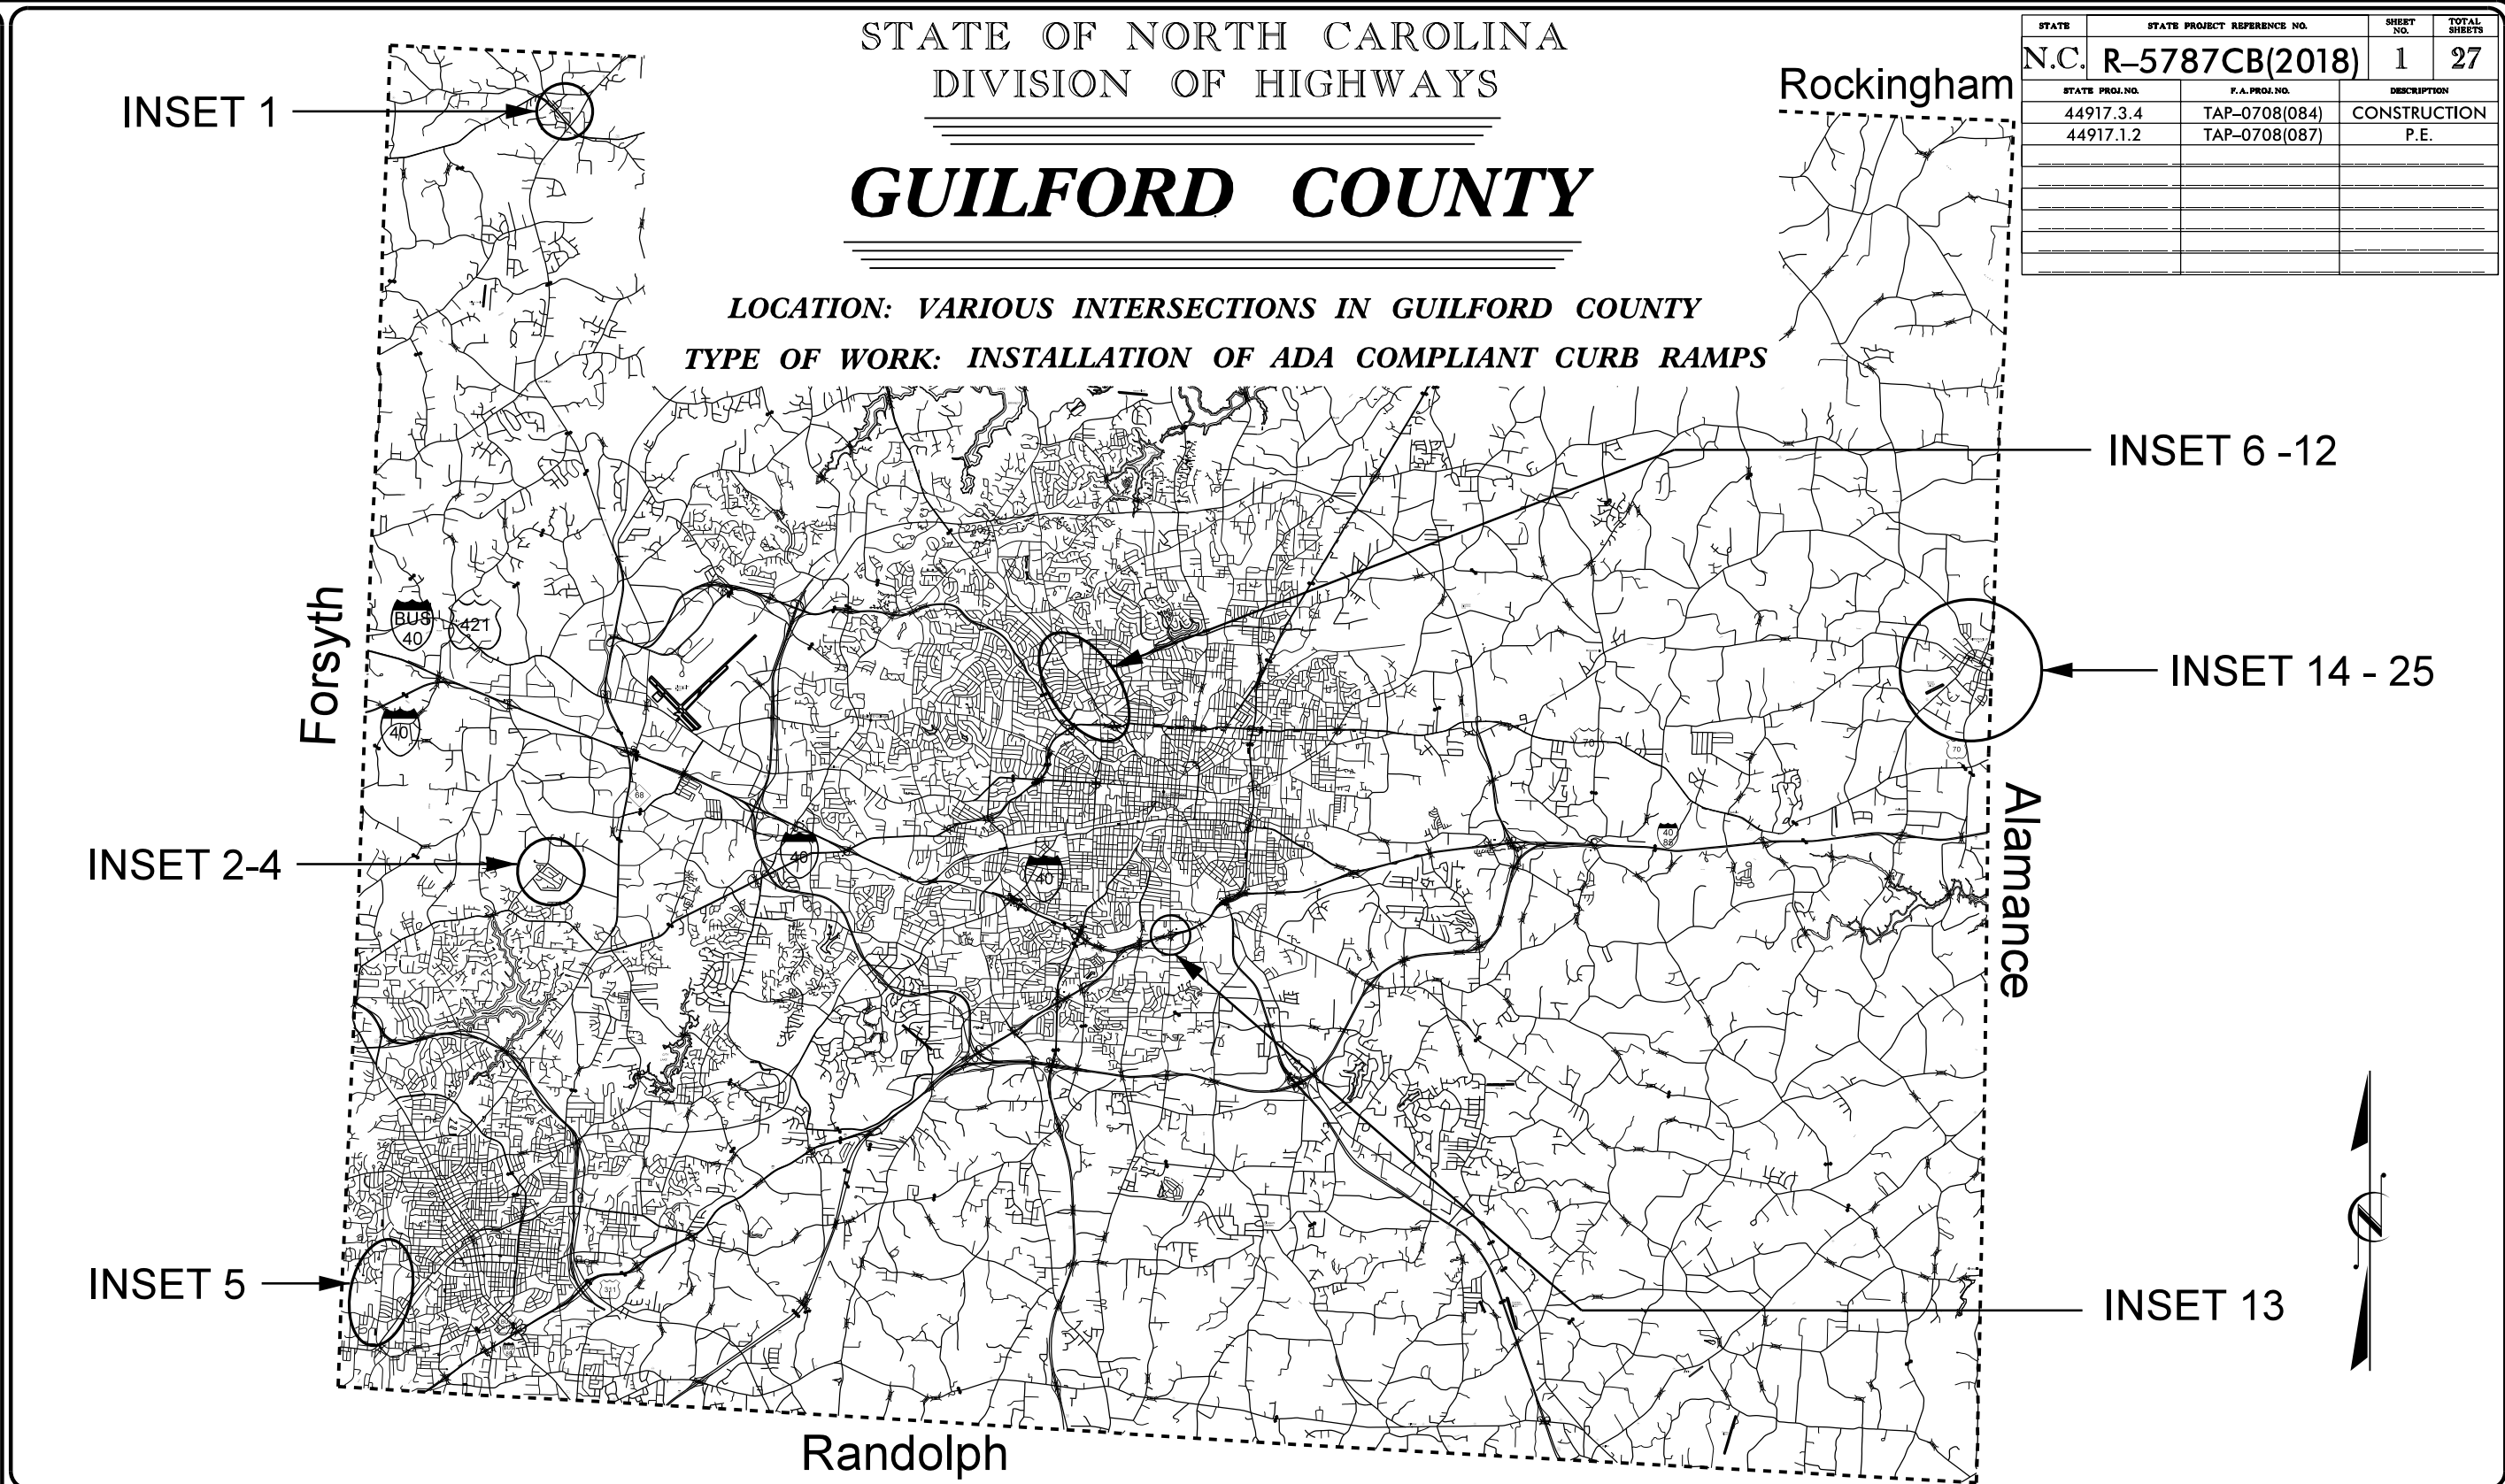 STATE OF NORTH CAROLINA
DIVISION OF HIGHWAYS
GUILFORD COUNTY
LOCATION: VARIOUS INTERSECTIONS IN GUILFORD COUNTY
TYPE OF WORK: INSTALLATION OF ADA COMPLIANT CURB RAMPS
STATE STATE PROJECT REFERENCE NO. SHEET NO. TOTAL SHEETS
N.C. R-5787CB(2018) 1 27
STATE PROJ. NO. F. A. PROJ. NO. DESCRIPTION
44917.3.4 TAP-0708(084) CONSTRUCTION
44917.1.2 TAP-0708(087) P.E.
Rockingham
INSET 1
INSET 6 -12
220
Forsyth
BUS 40
421
INSET 14 - 25
40
70
70
68
Alamance
40
40 85
INSET 2-4
40
INSET 5
311
INSET 13
N
Randolph